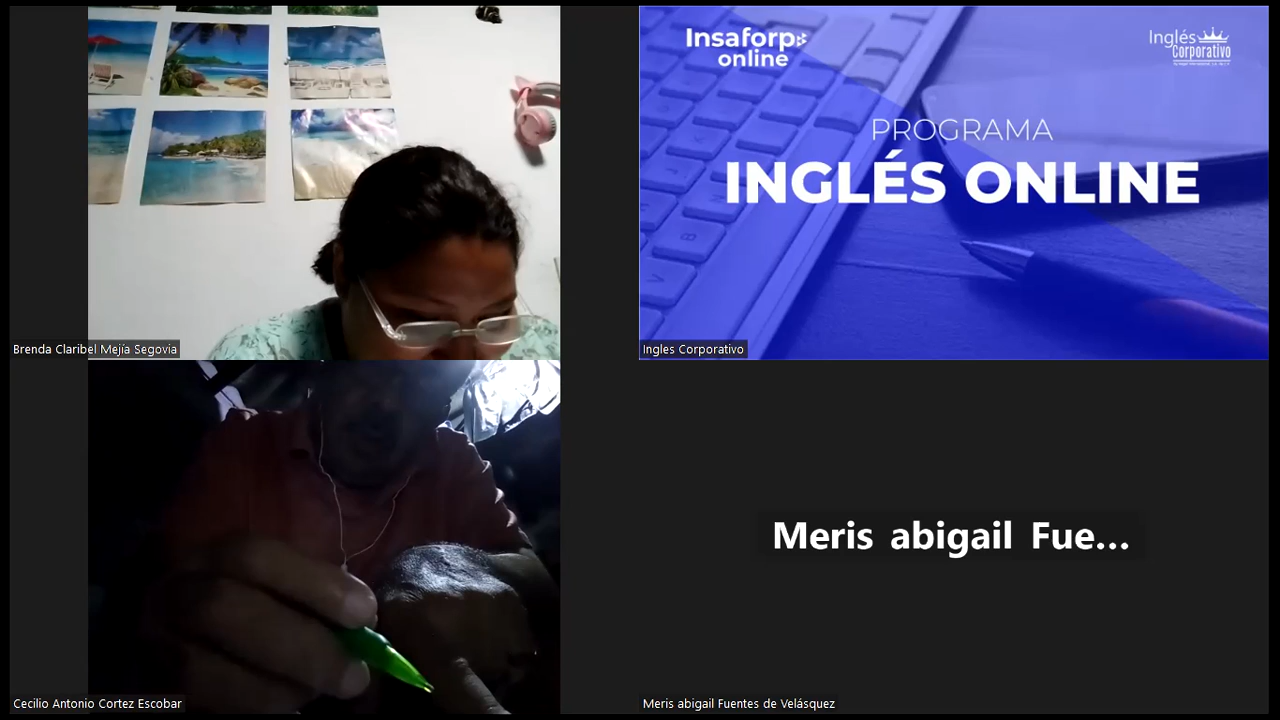 Insaforp
online
Inglés
Corporativo
PROGRAMA
INGLÉS ONLINE
Brenda Claribel Mejía Segovia
Ingles Corporativo
Meris abigail Fue...
Cecilio Antonio Cortez Escobar
Meris abigail Fuentes de Velásquez